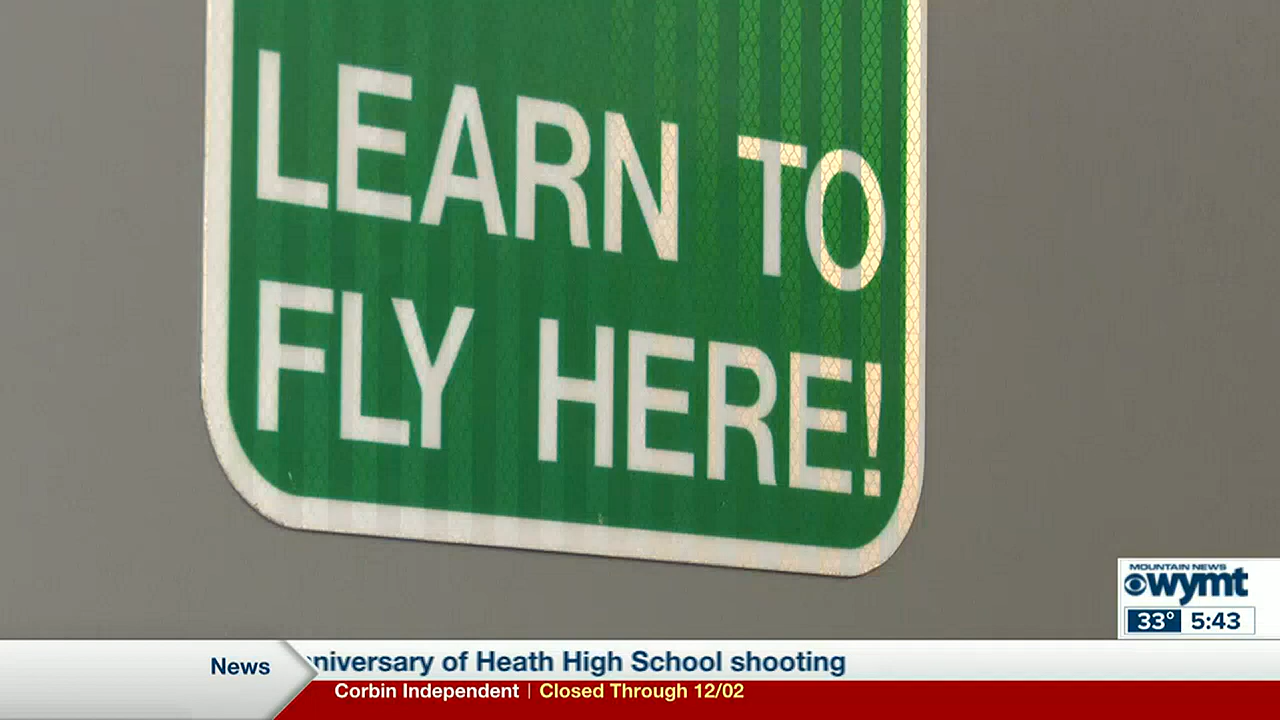 LEARN TO
FLY HERE!
MOUNTAIN NEWS
wymt
33° 5:43
News
nniversary of Heath High School shooting
Corbin Independent | Closed Through 12/02